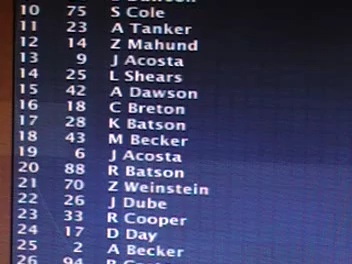 10 75 S Cole
11 23 A Tanker
12 14 Z Mahund
13 9 J Acosta
14 25 L Shears
15 42 A Dawson
16 18 C Breton
17 28 K Batson
18 43 M Becker
19 6 J Acosta
20 88 R Batson
21 70 Z Weinstein
22 26 J Dube
23 33 R Cooper
24 17 D Day
25 2 A Becker
26 94